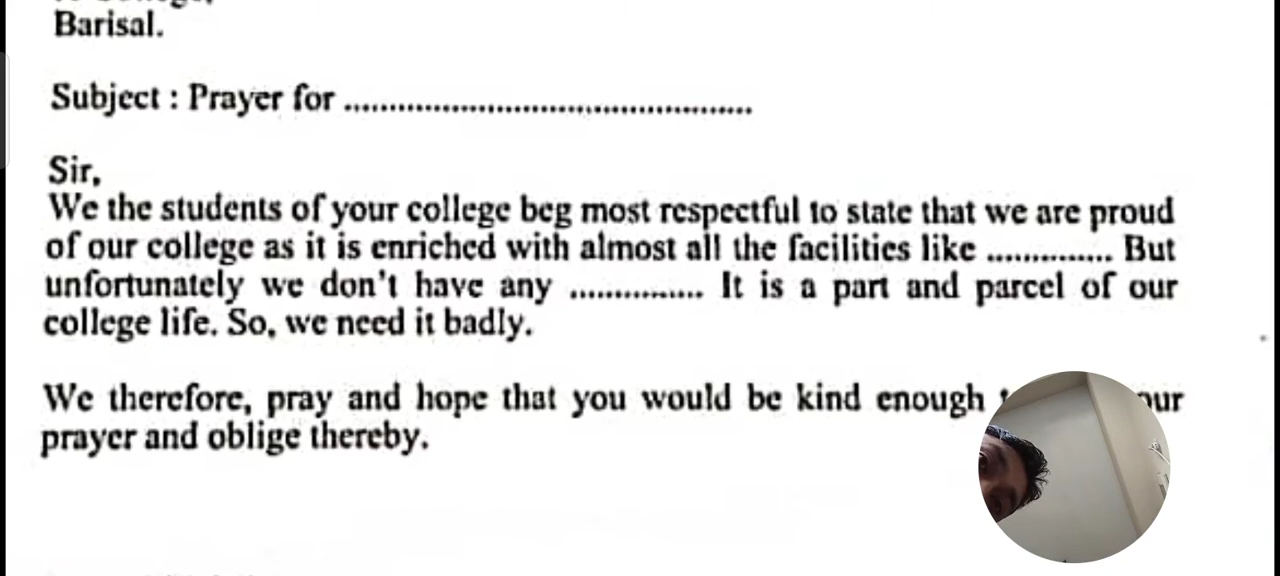 Barisal.
Subject : Prayer for .............................................
Sir,
We the students of your college beg most respectful to state that we are proud
of our college as it is enriched with almost all the facilities like .............. But
unfortunately we don't have any ............... It is a part and parcel of our
college life. So, we need it badly.
We therefore, pray and hope that you would be kind enough
prayer and oblige thereby.